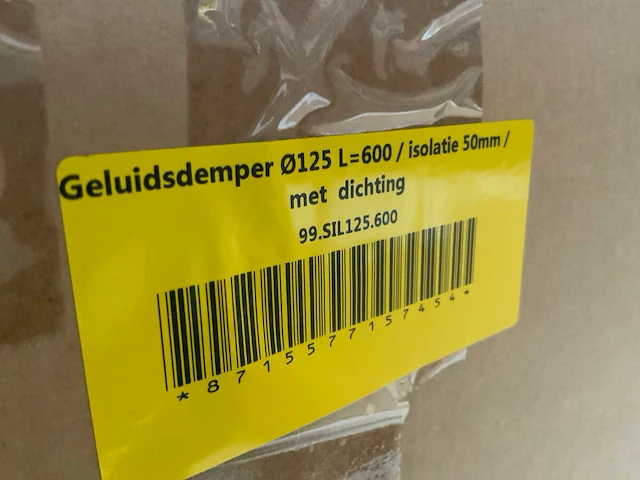 Geluidsdemper Ø125 L=600 / isolatie 50mm /
met dichting
99.SIL125.600
*8715577157454*